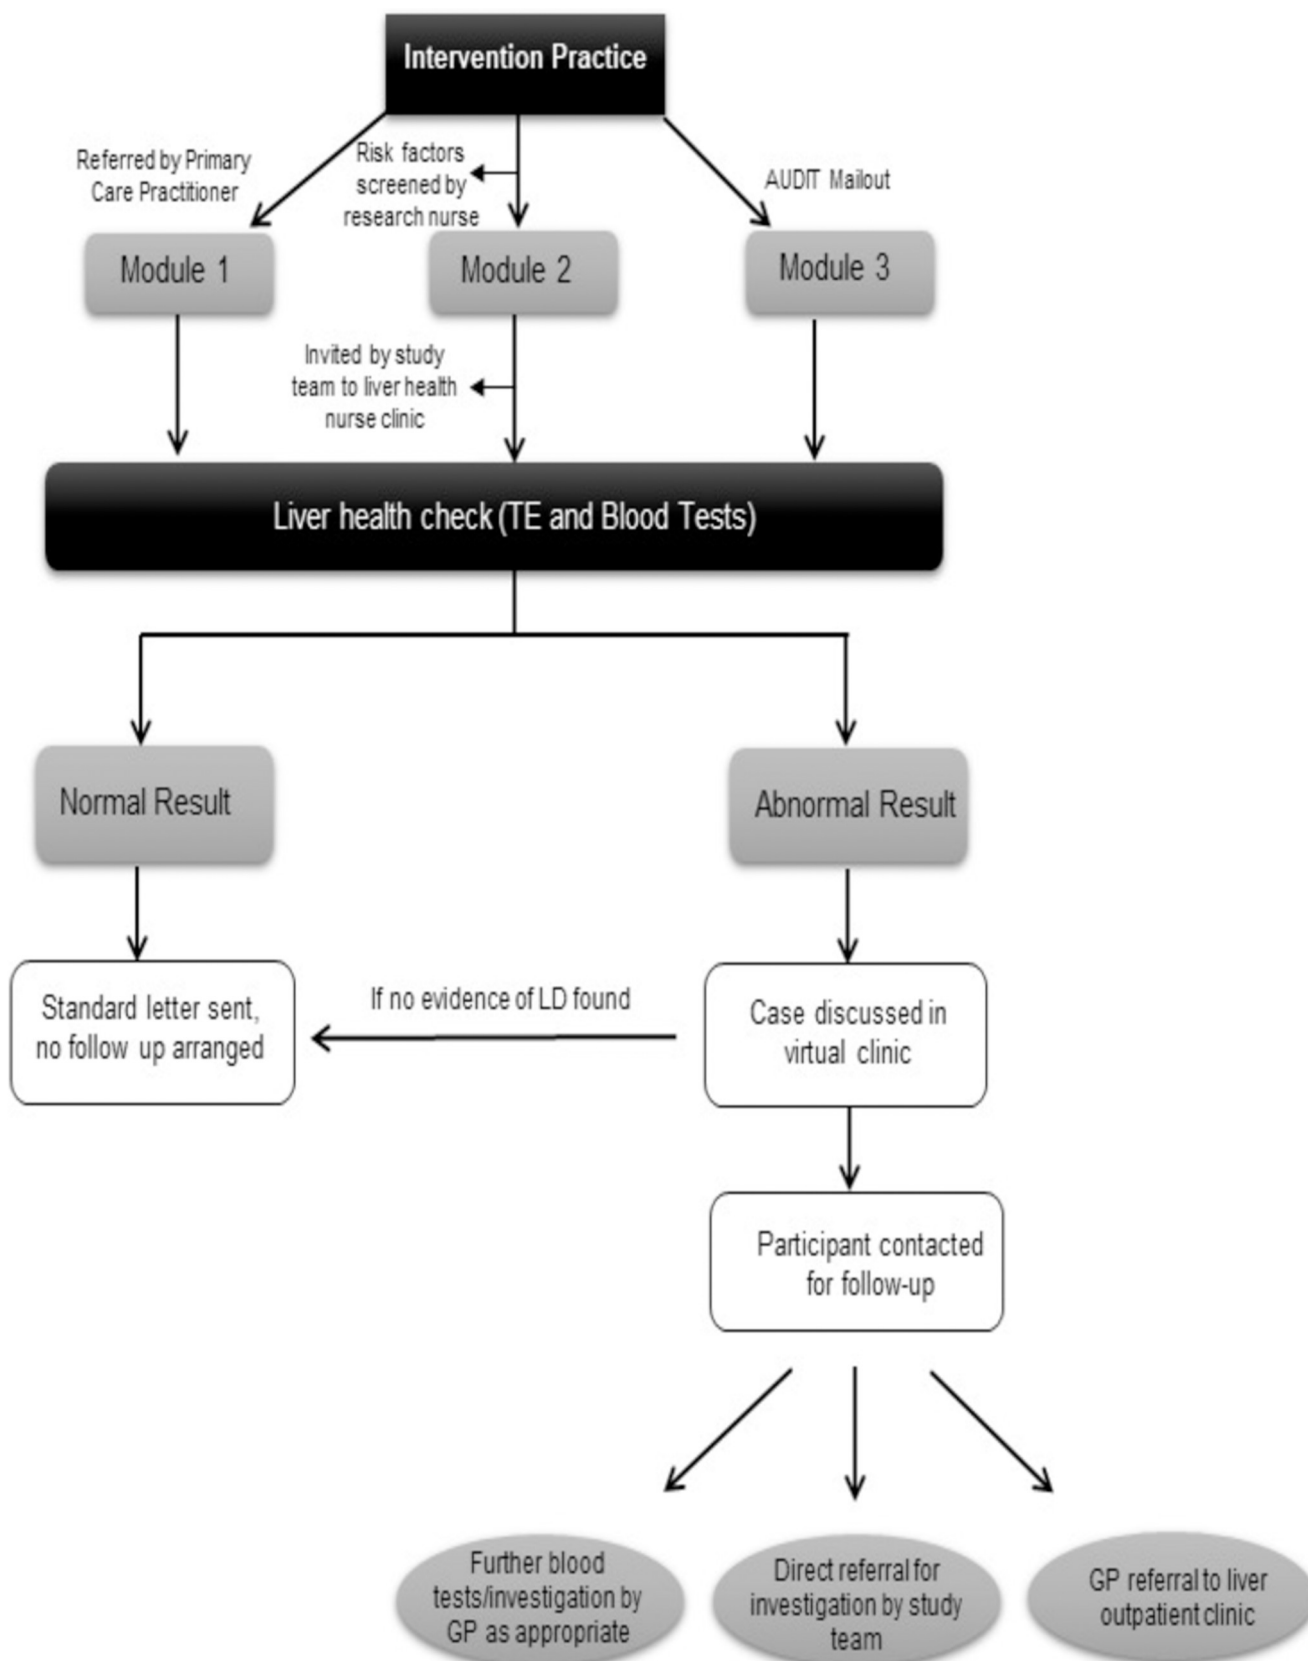 Intervention Practice
Referred by Primary
Care Practitioner
Risk factors
screened by
research nurse
AUDIT Mailout
Module 1
Module 2
Module 3
Invited by study
team to liver health
nurse clinic
Liver health check (TE and Blood Tests)
Normal Result
Abnormal Result
Standard letter sent,
no follow up arranged
If no evidence of LD found
Case discussed in
virtual clinic
Participant contacted
for follow-up
Further blood
tests/investigation by
GP as appropriate
Direct referral for
investigation by study
team
GP referral to liver
outpatient clinic